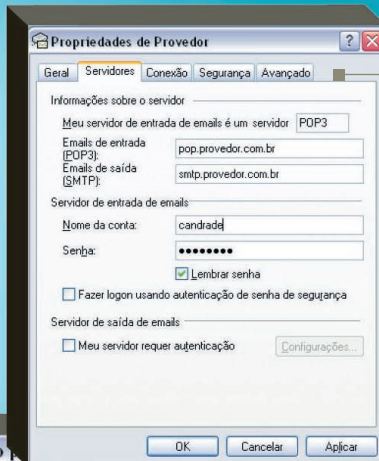 Propriedades de Provedor
Geral Servidores Conexão Segurança Avançado
Informações sobre o servidor
Meu servidor de entrada de emails é um servidor POP3
Emails de entrada (POP3): pop.provedor.com.br
Emails de saída (SMTP): smtp.provedor.com.br
Servidor de entrada de emails
Nome da conta: candrade
Senha: ●●●●●●●●
Lembrar senha
Fazer logon usando autenticação de senha de segurança
Servidor de saída de emails
Meu servidor requer autenticação Configurações...
OK Cancelar Aplicar